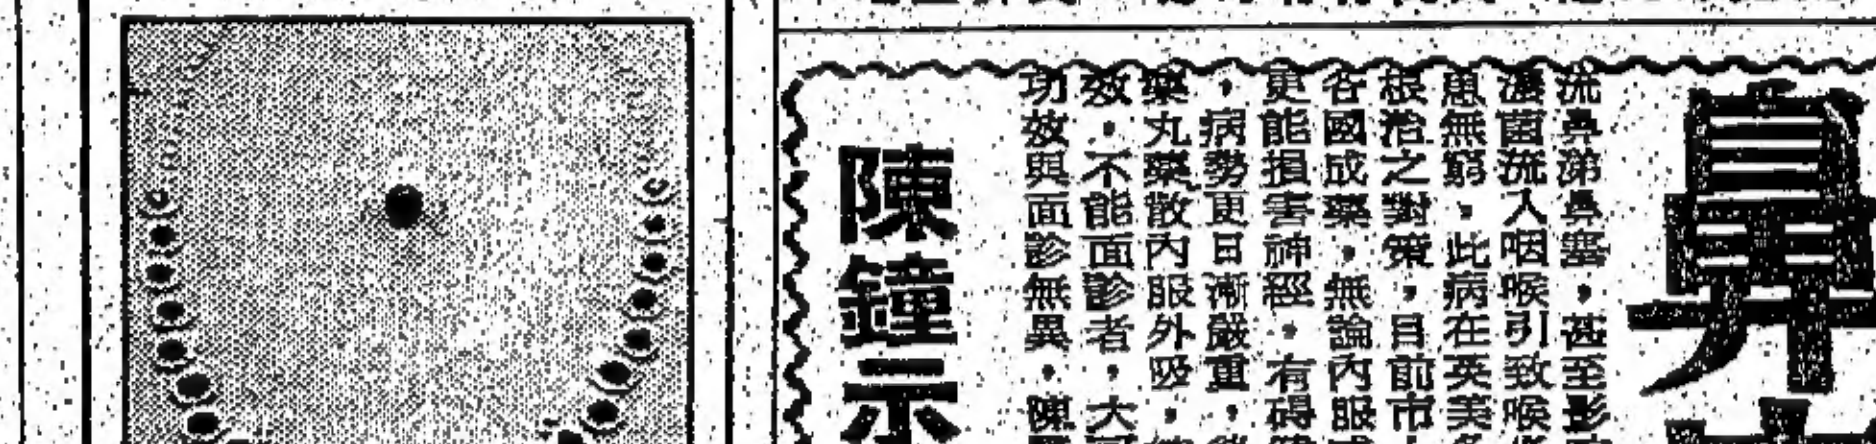 鼻
流鼻涕鼻塞，甚至影
濃菌流入咽喉引致喉
患無窮，此病在英美
根治之對策，目前市
各國成藥，無論內服
更能損害神經，有碍
，病勢更日漸嚴重，
藥丸藥散內服外吸，
效，不能面診者，大
功效與面診無異，陳
陳鐘示